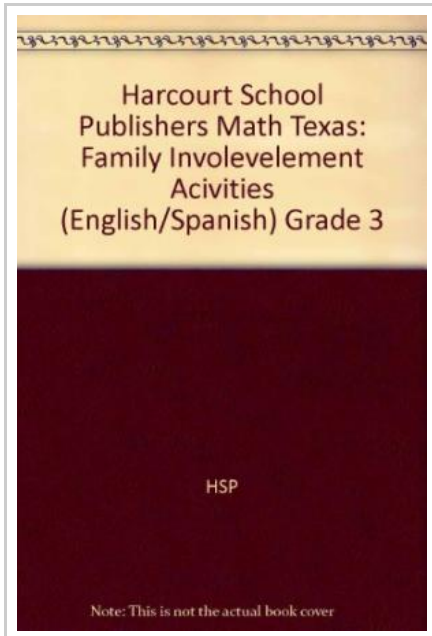 Harcourt School
Publishers Math Texas:
Family Involevelement
Acivities
(English/Spanish) Grade 3
HSP
Note: This is not the actual book cover